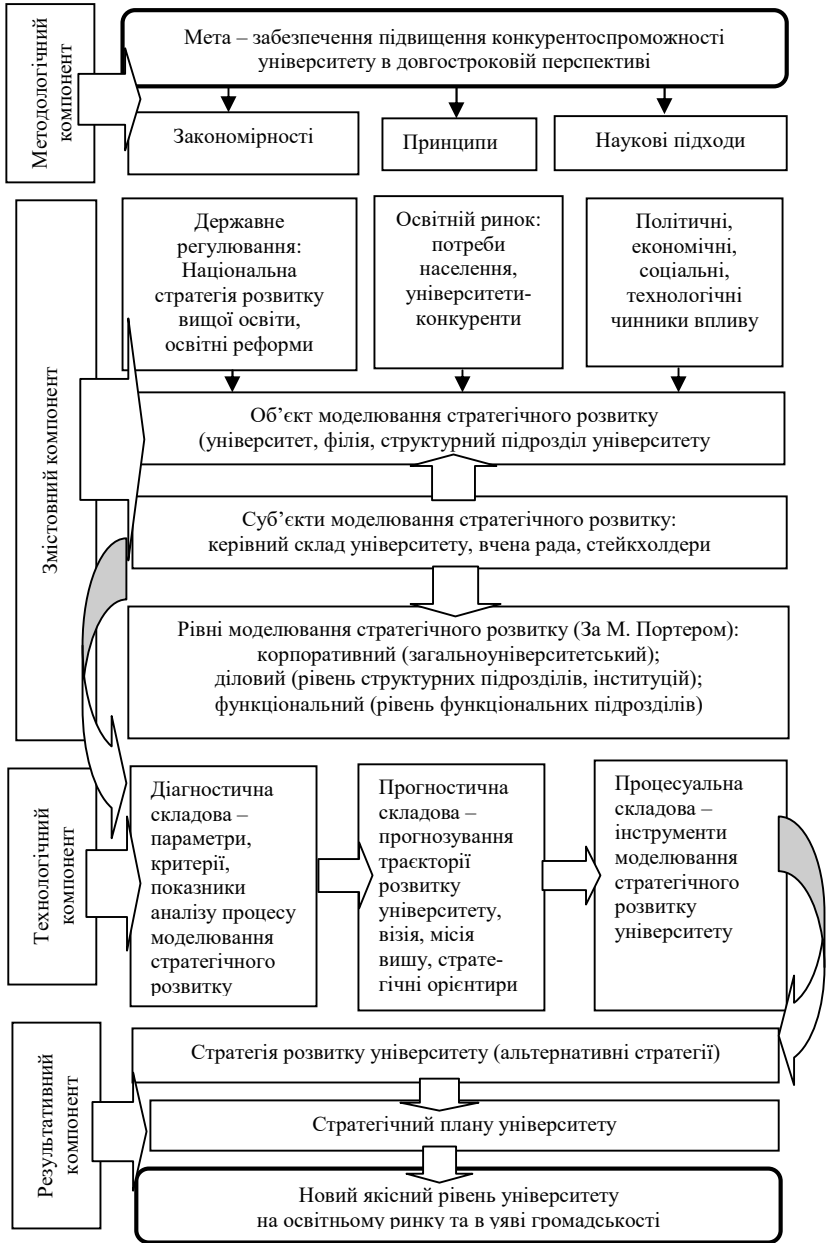 Методологічний
компонент
Мета – забезпечення підвищення конкурентоспроможності
університету в довгостроковій перспективі
Закономірності
Принципи
Наукові підходи
Змістовний компонент
Державне
регулювання:
Національна
стратегія розвитку
вищої освіти,
освітні реформи
Освітній ринок:
потреби
населення,
університети-
конкуренти
Політичні,
економічні,
соціальні,
технологічні
чинники впливу
Об’єкт моделювання стратегічного розвитку
(університет, філія, структурний підрозділ університету
Суб’єкти моделювання стратегічного розвитку:
керівний склад університету, вчена рада, стейкхолдери
Рівні моделювання стратегічного розвитку (За М. Портером):
корпоративний (загальноуніверситетський);
діловий (рівень структурних підрозділів, інституцій);
функціональний (рівень функціональних підрозділів)
Технологічний
компонент
Діагностична
складова –
параметри,
критерії,
показники
аналізу процесу
моделювання
стратегічного
розвитку
Прогностична
складова –
прогнозування
траєкторії
розвитку
університету,
візія, місія
вишу, страте-
гічні орієнтири
Процесуальна
складова –
інструменти
моделювання
стратегічного
розвитку
університету
Результативний
компонент
Стратегія розвитку університету (альтернативні стратегії)
Стратегічний плану університету
Новий якісний рівень університету
на освітньому ринку та в уяві громадськості